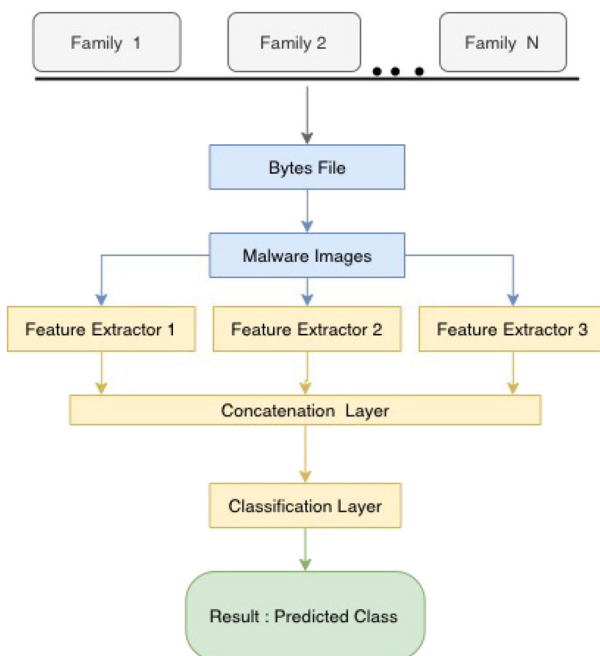 Family 1
Family 2
Family N
Bytes File
Malware Images
Feature Extractor 1
Feature Extractor 2
Feature Extractor 3
Concatenation Layer
Classification Layer
Result : Predicted Class